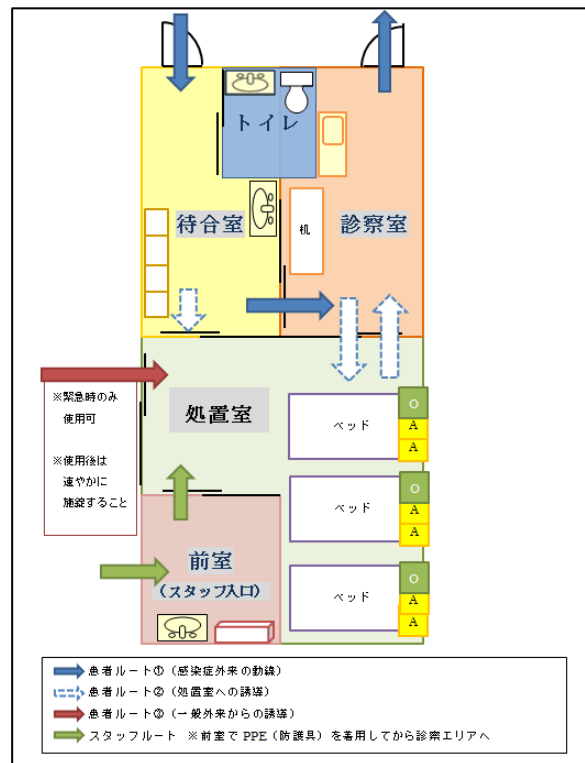 トイレ
待合室
机
診察室
※緊急時のみ
使用可
※使用後は
速やかに
施錠すること
処置室
ベッド
O
A
A
ベッド
O
A
A
前室
(スタッフ入口)
ベッド
O
A
A
患者ルート①（感染症外来の動線）
患者ルート②（処置室への誘導）
患者ルート③（一般外来からの誘導）
スタッフルート ※前室でPPE（防護具）を着用してから診察エリアへ